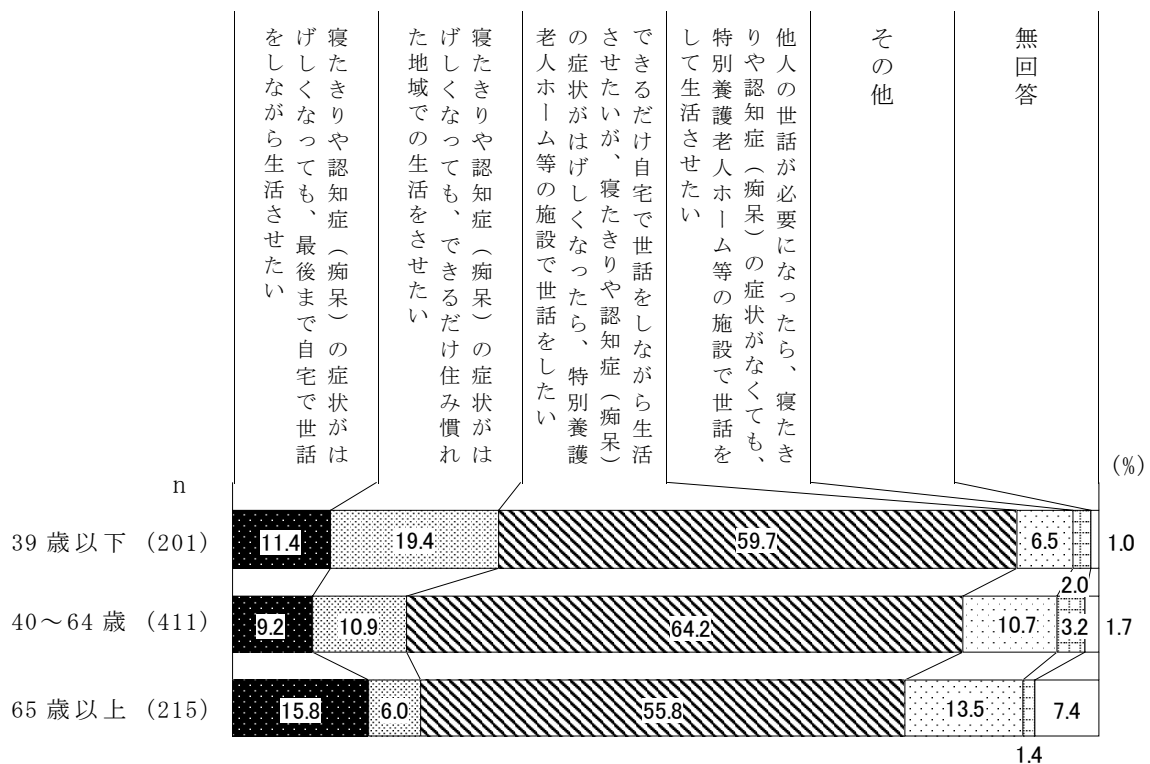 寝たきりや認知症（痴呆）の症状がは
げしくなっても、最後まで自宅で世話
をしながら生活させたい
寝たきりや認知症（痴呆）の症状がは
げしくなっても、できるだけ住み慣れ
た地域での生活をさせたい
できるだけ自宅で世話をしながら生活
させたいが、寝たきりや認知症（痴呆）
の症状がはげしくなったら、特別養護
老人ホーム等の施設で世話をしたい
他人の世話が必要になったら、寝たき
りや認知症（痴呆）の症状がなくても、
特別養護老人ホーム等の施設で世話を
して生活させたい
その他
無回答
(%)
n
39歳以下 (201) 11.4 19.4 59.7 6.5 2.0 1.0
40～64歳 (411) 9.2 10.9 64.2 10.7 3.2 1.7
65歳以上 (215) 15.8 6.0 55.8 13.5 1.4 7.4